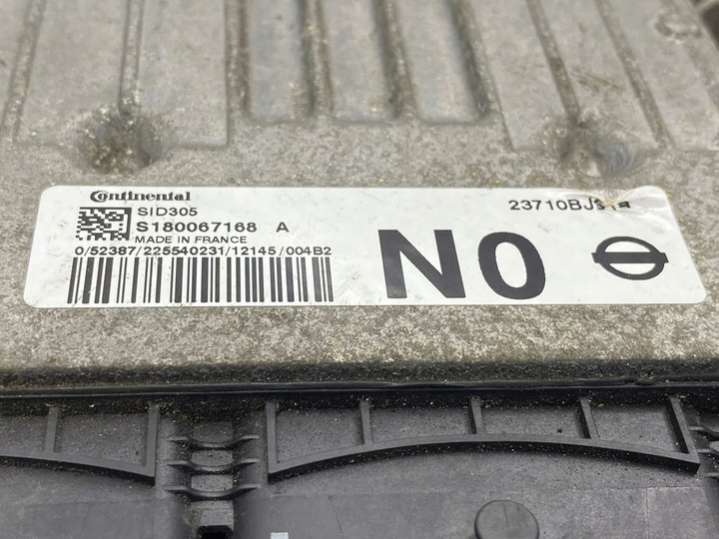 Continental
SID305
S180067168 A
MADE IN FRANCE
0/52387/225540231/12145/004B2
N0